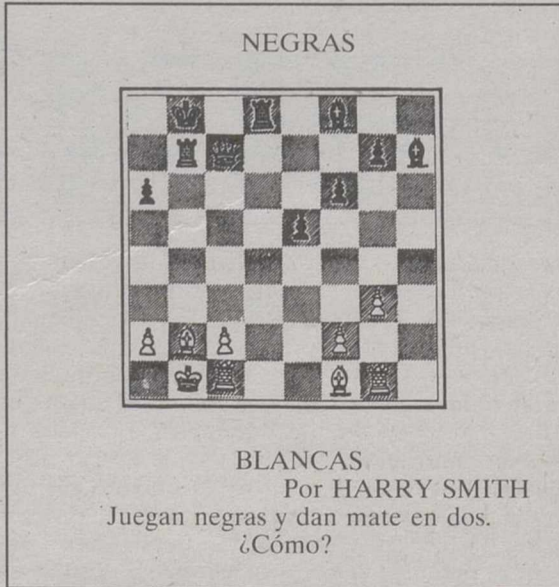 NEGRAS
BLANCAS
Por HARRY SMITH
Juegan negras y dan mate en dos.
¿Cómo?